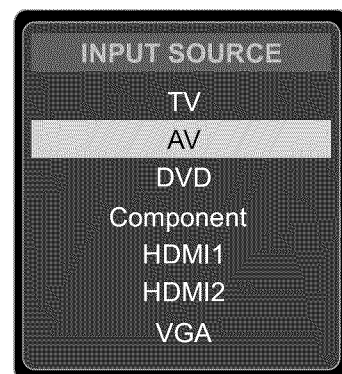 INPUT SOURCE
TV
AV
DVD
Component
HDMI1
HDMI2
VGA